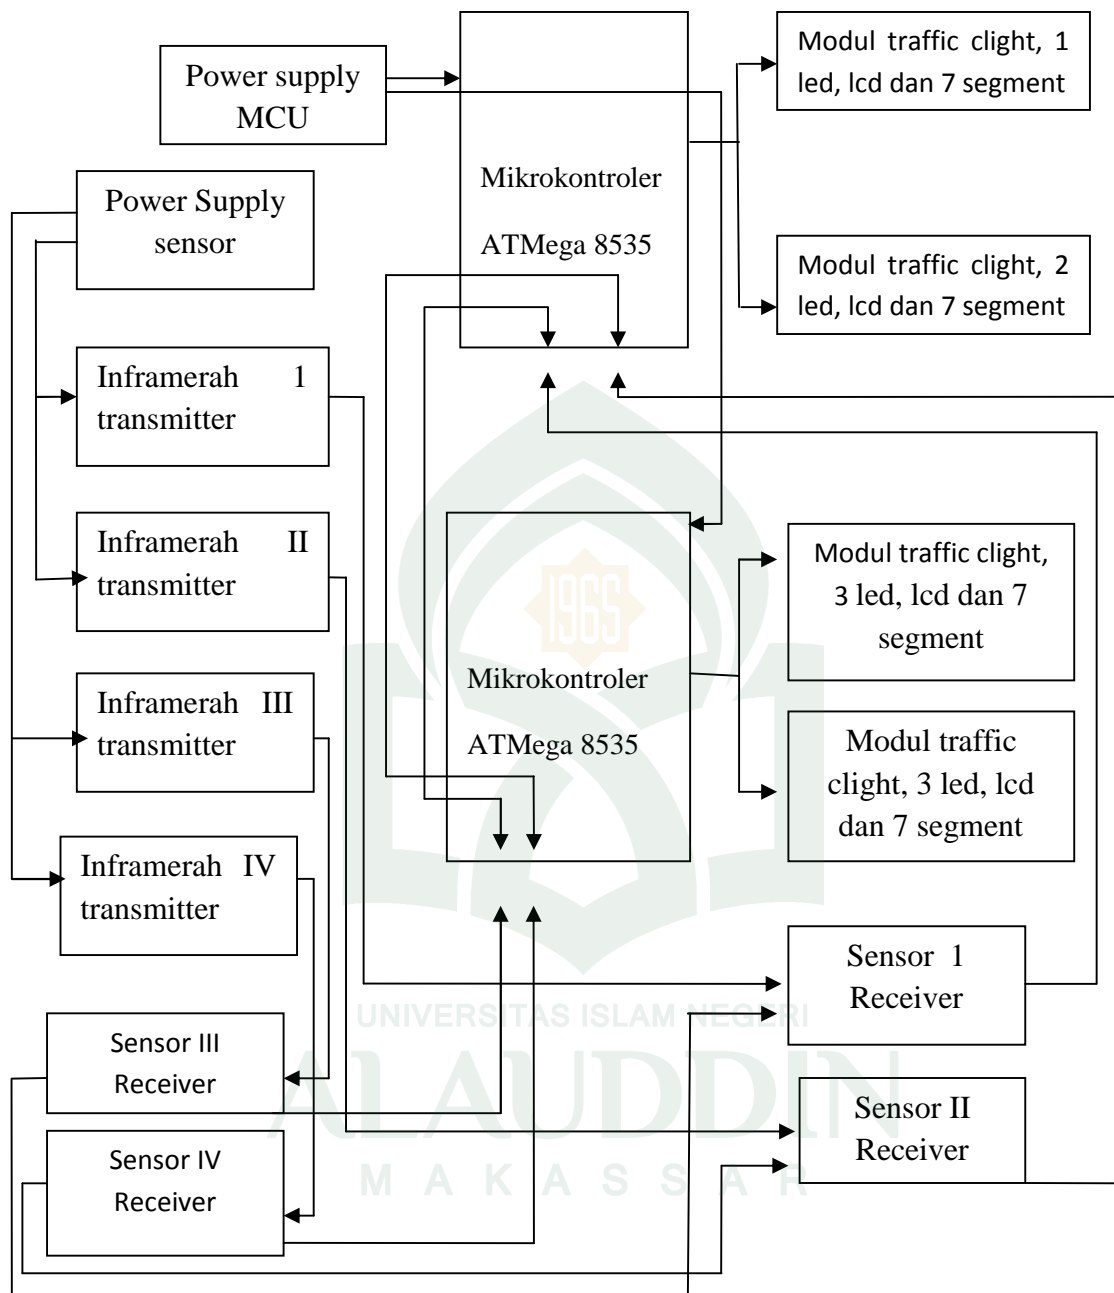 Power supply
MCU
Mikrokontroler
ATMega 8535
Modul traffic clight, 1
led, lcd dan 7 segment
Modul traffic clight, 2
led, lcd dan 7 segment
Power Supply
sensor
Inframerah 1
transmitter
Inframerah II
transmitter
Inframerah III
transmitter
Inframerah IV
transmitter
1965
Mikrokontroler
ATMega 8535
Modul traffic clight,
3 led, lcd dan 7
segment
Modul traffic
clight, 3 led, lcd
dan 7 segment
Sensor 1
Receiver
Sensor II
Receiver
Sensor III
Receiver
Sensor IV
Receiver
UNIVERSITAS ISLAM NEGERI
ALAUDDIN
MAKASSAR